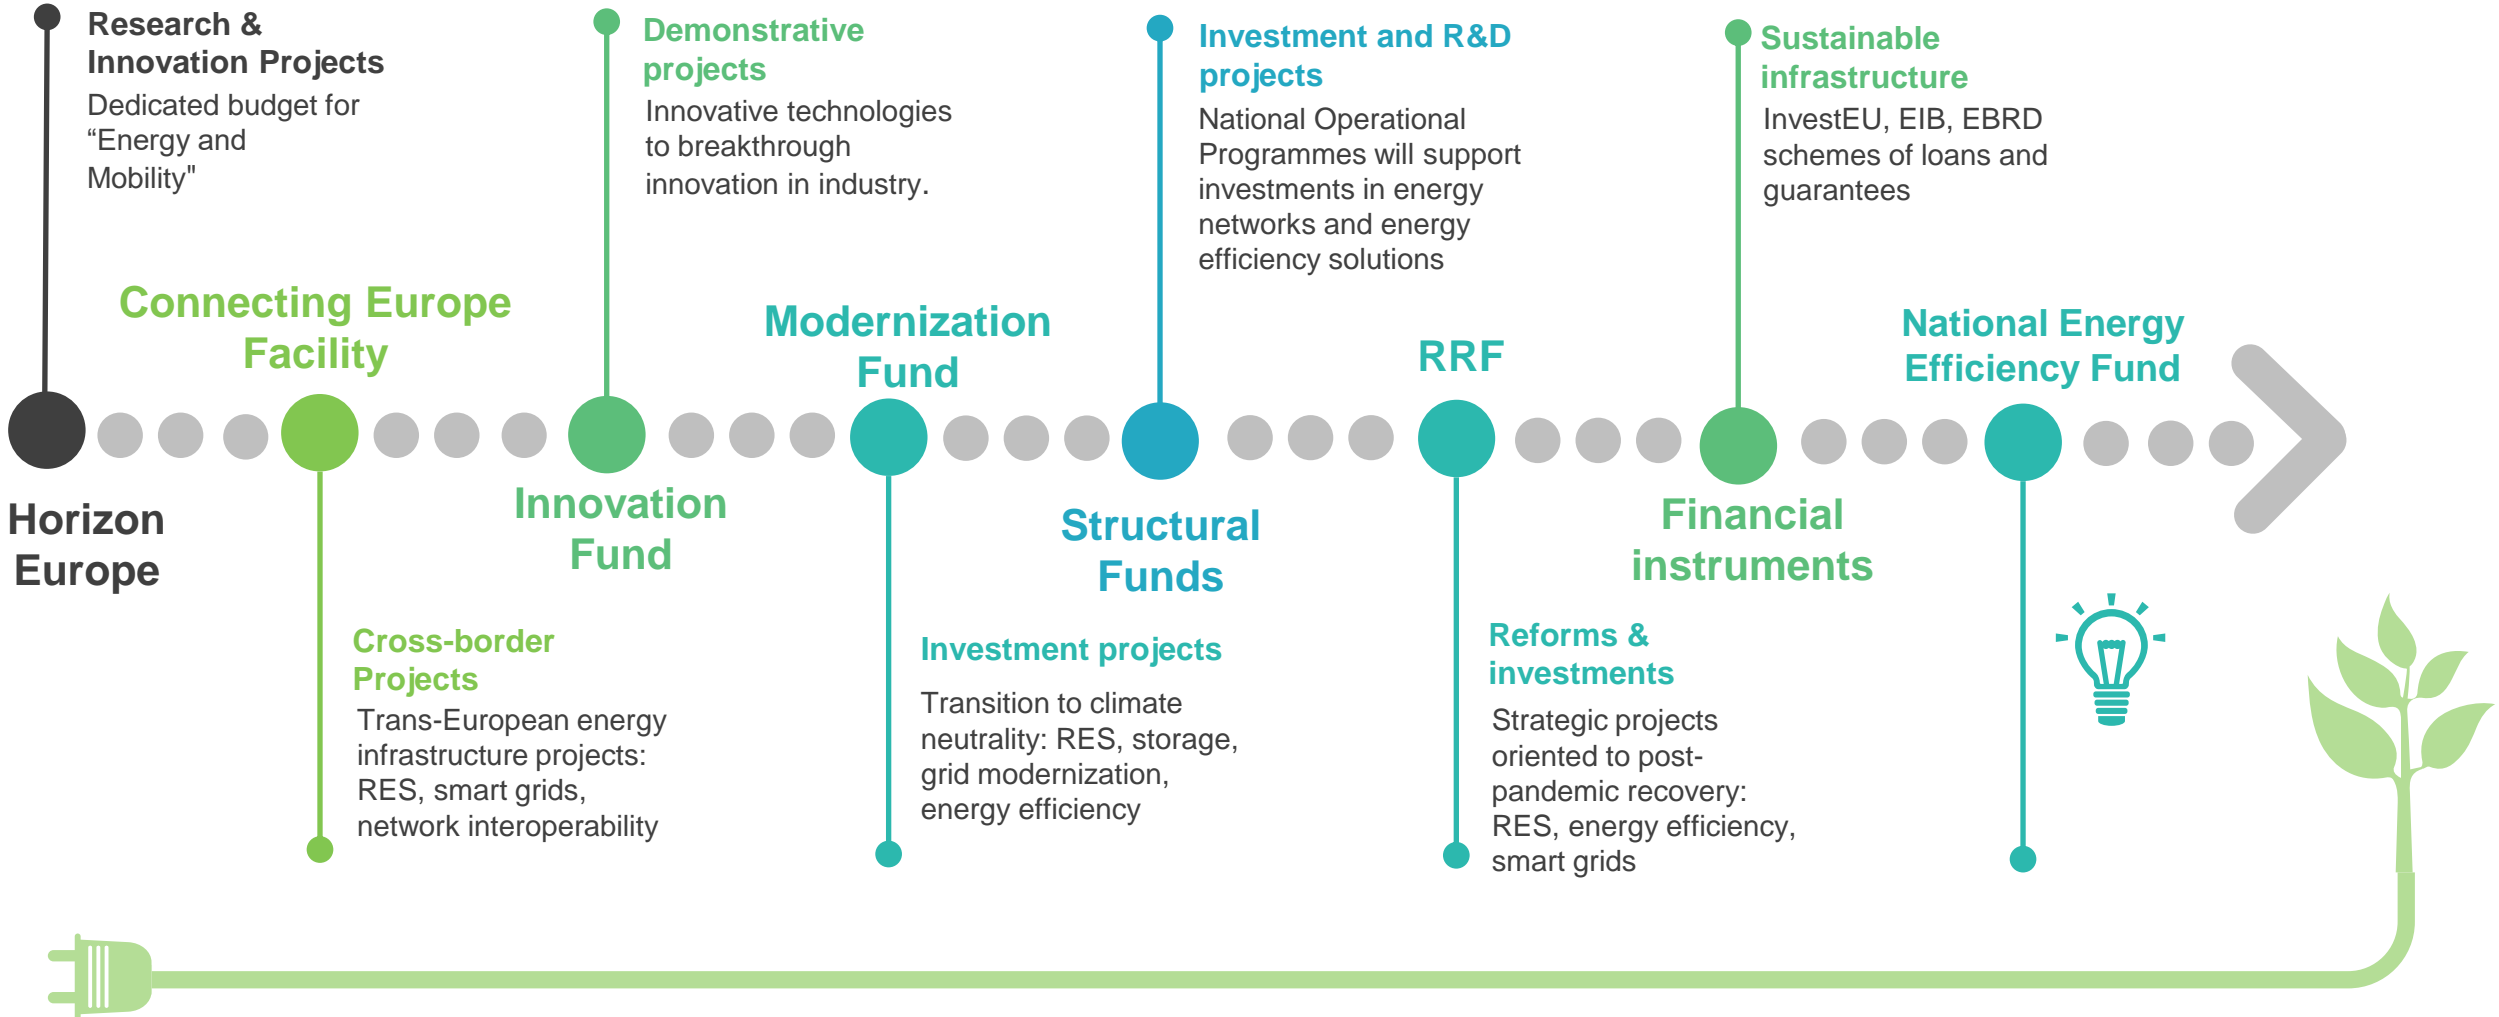 Research &
Innovation Projects
Dedicated budget for
“Energy and
Mobility"
Horizon
Europe
Connecting Europe
Facility
Cross-border
Projects
Trans-European energy
infrastructure projects:
RES, smart grids,
network interoperability
Demonstrative
projects
Innovative technologies
to breakthrough
innovation in industry.
Innovation
Fund
Modernization
Fund
Investment projects
Transition to climate
neutrality: RES, storage,
grid modernization,
energy efficiency
Investment and R&D
projects
National Operational
Programmes will support
investments in energy
networks and energy
efficiency solutions
Structural
Funds
RRF
Reforms &
investments
Strategic projects
oriented to post-
pandemic recovery:
RES, energy efficiency,
smart grids
Sustainable
infrastructure
InvestEU, EIB, EBRD
schemes of loans and
guarantees
Financial
instruments
National Energy
Efficiency Fund